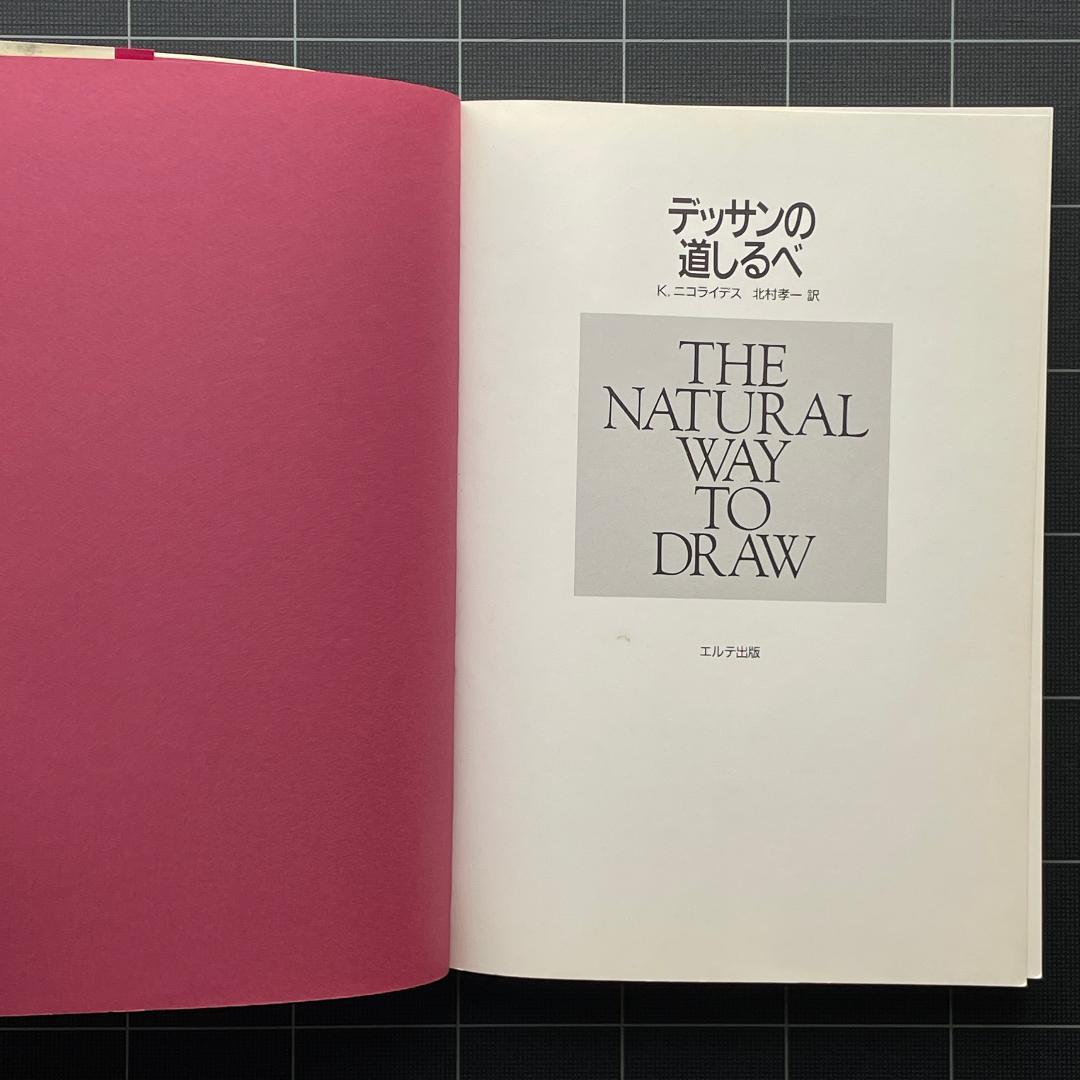 デッサンの
道しるべ
K. ニコライデス 北村孝一 訳
THE
NATURAL
WAY
TO
DRAW
エルテ出版